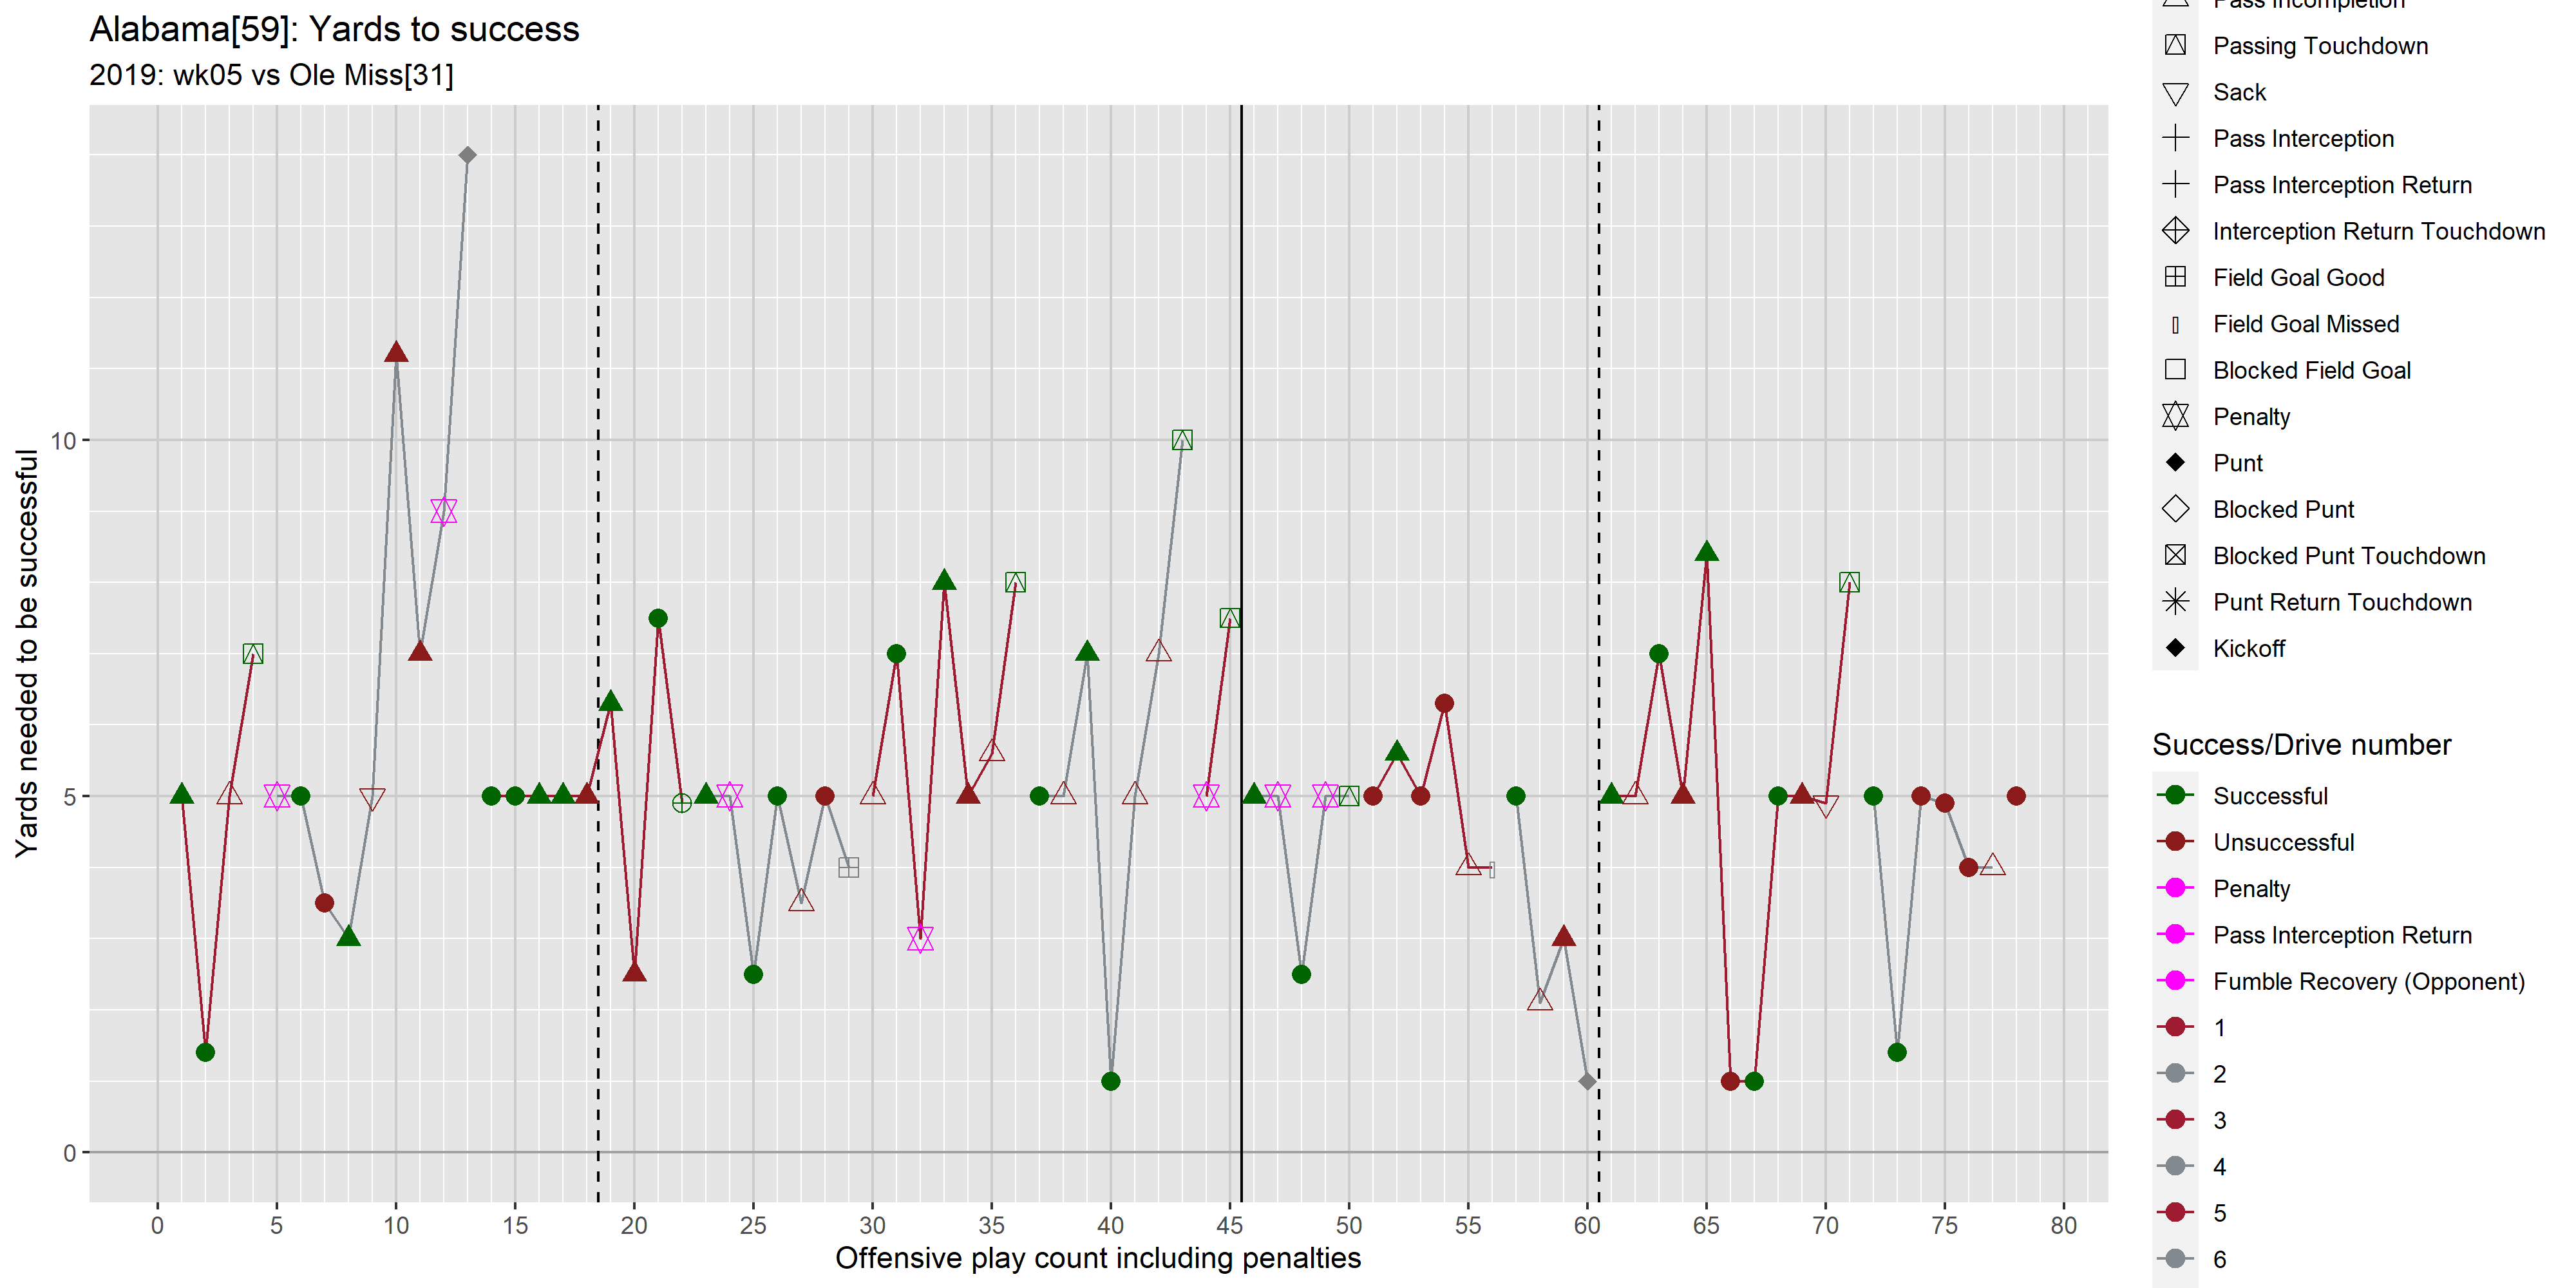 Alabama[59]: Yards to success
2019: wk05 vs Ole Miss[31]
Yards needed to be successful
10
5
0
0 5 10 15 20 25 30 35 40 45 50 55 60 65 70 75 80
Offensive play count including penalties
Pass Incompletion
Passing Touchdown
Sack
Pass Interception
Pass Interception Return
Interception Return Touchdown
Field Goal Good
Field Goal Missed
Blocked Field Goal
Penalty
Punt
Blocked Punt
Blocked Punt Touchdown
Punt Return Touchdown
Kickoff
Success/Drive number
Successful
Unsuccessful
Penalty
Pass Interception Return
Fumble Recovery (Opponent)
1
2
3
4
5
6